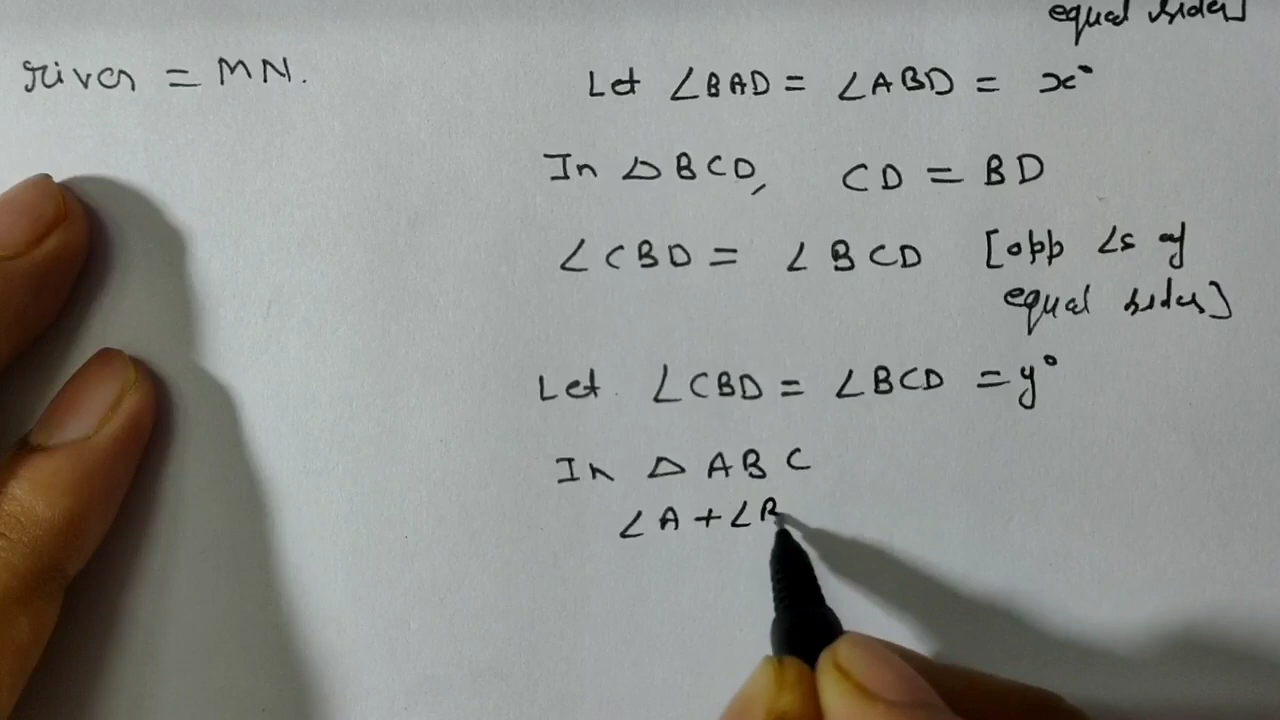 equal sides]
river = MN.
Let ∠BAD = ∠ABD = x°
In △BCD, CD = BD
∠CBD = ∠BCD [opp ∠s of
equal sides]
Let ∠CBD = ∠BCD = y°
In △ABC
∠A + ∠B